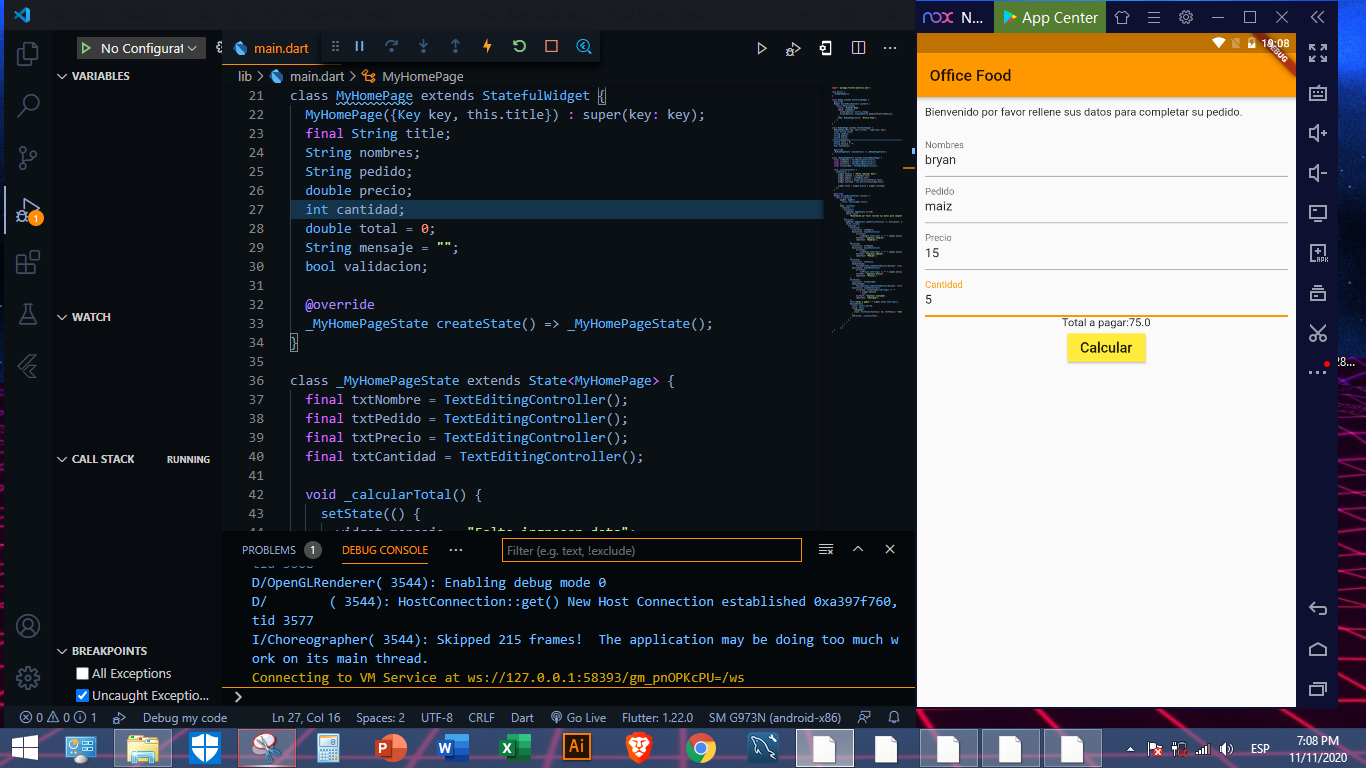 No Configurat
VARIABLES
WATCH
CALL STACK
RUNNING
BREAKPOINTS
All Exceptions
Uncaught Exceptio...
main.dart
lib > main.dart > MyHomePage
21 class MyHomePage extends StatefulWidget {
22 MyHomePage({Key key, this.title}) : super(key: key);
23 final String title;
24 String nombres;
25 String pedido;
26 double precio;
27 int cantidad;
28 double total = 0;
29 String mensaje = "";
30 bool validacion;
31
32 @override
33 _MyHomePageState createState() => _MyHomePageState();
34 }
35
36 class _MyHomePageState extends State<MyHomePage> {
37 final txtNombre = TextEditingController();
38 final txtPedido = TextEditingController();
39 final txtPrecio = TextEditingController();
40 final txtCantidad = TextEditingController();
41
42 void _calcularTotal() {
43 setState(() {
PROBLEMS 1 DEBUG CONSOLE ...
Filter (e.g. text, !exclude)
D/OpenGLRenderer( 3544): Enabling debug mode 0
D/        ( 3544): HostConnection::get() New Host Connection established 0xa397f760,
tid 3577
I/Choreographer( 3544): Skipped 215 frames!  The application may be doing too much w
ork on its main thread.
Connecting to VM Service at ws://127.0.0.1:58393/gm_pnOPKcPU=/ws
>
0 0 1 Debug my code Ln 27, Col 16 Spaces: 2 UTF-8 CRLF Dart Go Live Flutter: 1.22.0 SM G973N (android-x86)
nox N... App Center
19:08
DEBUG
Office Food
Bienvenido por favor rellene sus datos para completar su pedido.
Nombres
bryan
Pedido
maiz
Precio
15
Cantidad
5
Total a pagar:75.0
Calcular
APK
28...
ESP
7:08 PM
11/11/2020